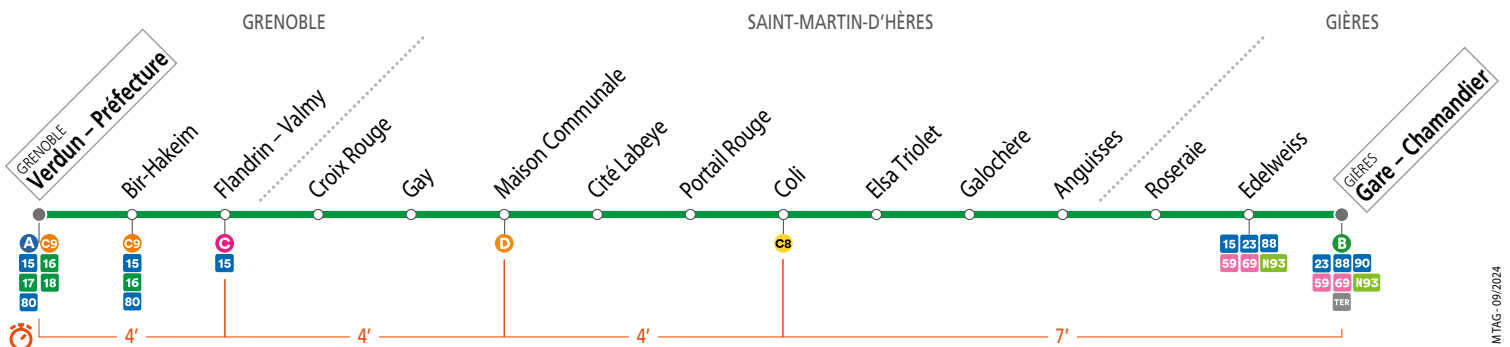 GRENOBLE
SAINT-MARTIN-D’HÈRES
GIÈRES
GRENOBLE
Verdun – Préfecture
Bir-Hakeim
Flandrin – Valmy
Croix Rouge
Gay
Maison Communale
Cité Labeye
Portail Rouge
Coli
Elsa Triolet
Galochère
Anguisses
Roseraie
Edelweiss
GIÈRES
Gare – Chamandier
A C9
15 16
17 18
80
C9
15
16
80
C
15
D
C8
15 23 88
59 69 N93
B
23 88 90
59 69 N93
TER
4’
4’
4’
7’
M TAG - 09/2024